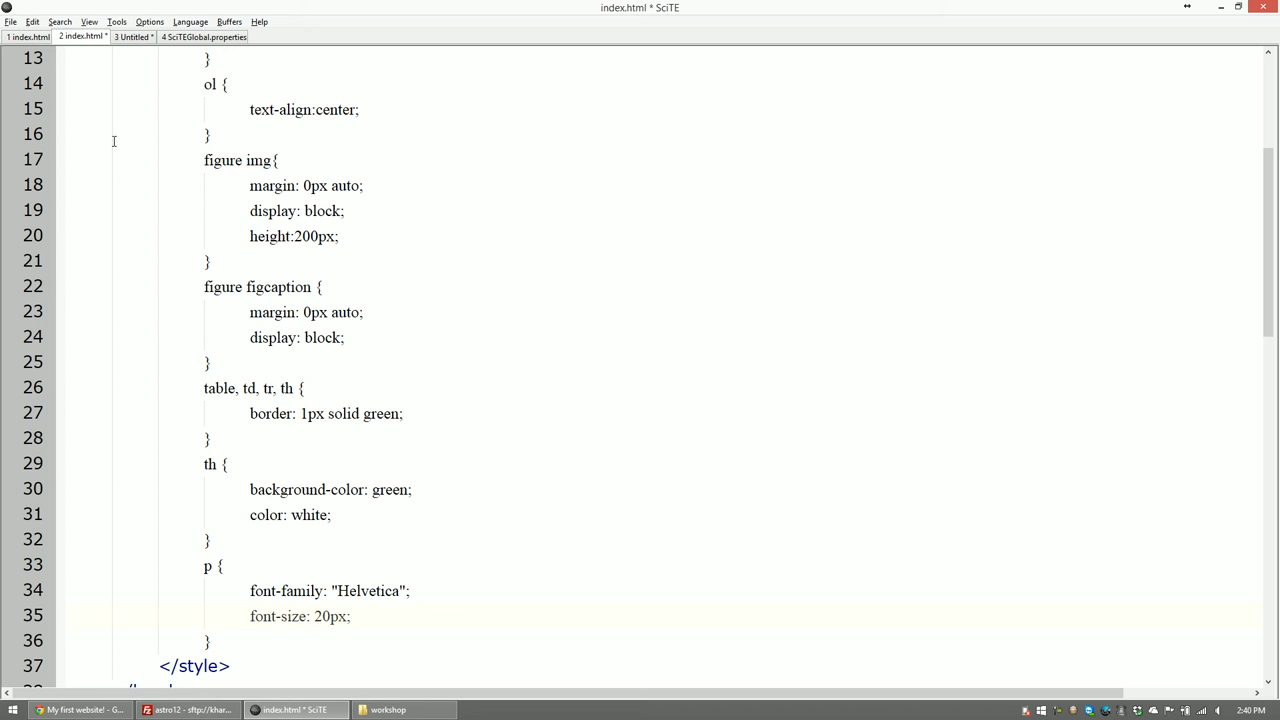 index.html * SciTE
File Edit Search View Tools Options Language Buffers Help
1 index.html 2 index.html * 3 Untitled * 4 SciTEGlobal.properties
13 }
14 ol {
15 text-align:center;
16 }
17 figure img{
18 margin: 0px auto;
19 display: block;
20 height:200px;
21 }
22 figure figcaption {
23 margin: 0px auto;
24 display: block;
25 }
26 table, td, tr, th {
27 border: 1px solid green;
28 }
29 th {
30 background-color: green;
31 color: white;
32 }
33 p {
34 font-family: "Helvetica";
35 font-size: 20px;
36 }
37 </style>
My first website! - G... astro12 - sftp://khar... index.html * SciTE workshop 2:40 PM